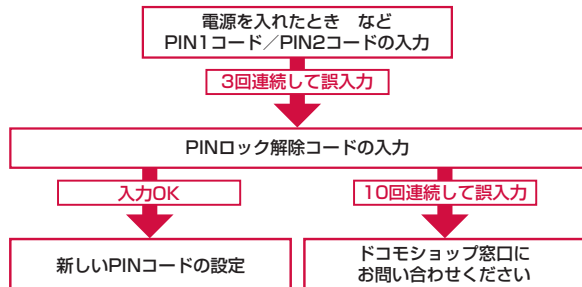 電源を入れたとき　など
PIN1コード／PIN2コードの入力
3回連続して誤入力
PINロック解除コードの入力
入力OK
10回連続して誤入力
新しいPINコードの設定
ドコモショップ窓口に
お問い合わせください